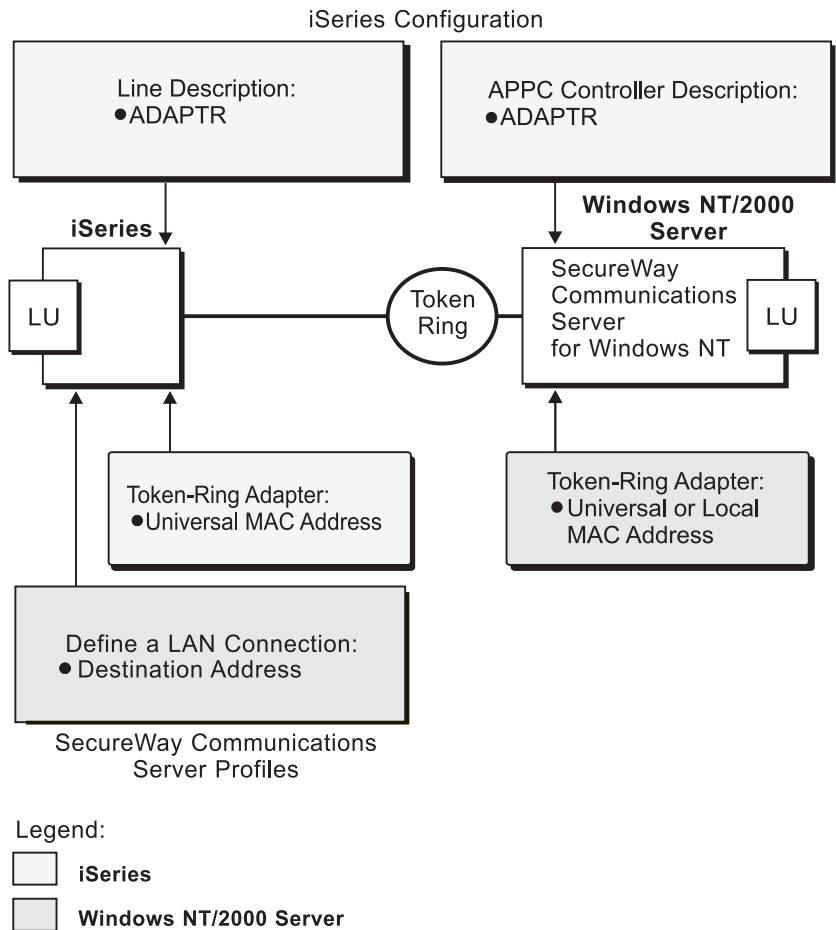 iSeries Configuration
Line Description:
●ADAPTR
APPC Controller Description:
●ADAPTR
iSeries
Windows NT/2000
Server
LU
Token
Ring
SecureWay
Communications
Server
for Windows NT
LU
Token-Ring Adapter:
●Universal MAC Address
Token-Ring Adapter:
●Universal or Local
MAC Address
Define a LAN Connection:
● Destination Address
SecureWay Communications
Server Profiles
Legend:
iSeries
Windows NT/2000 Server